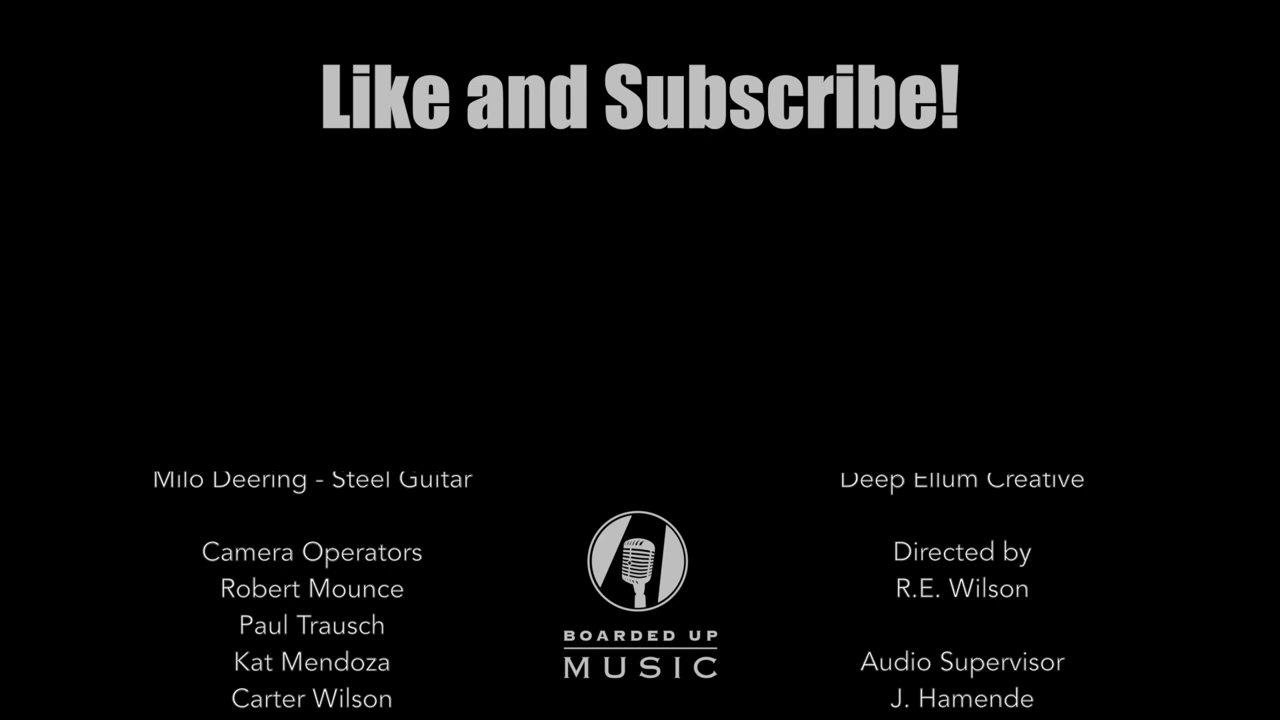 Like and Subscribe!
Milo Deering - Steel Guitar
Camera Operators
Robert Mounce
Paul Trausch
Kat Mendoza
Carter Wilson
BOARDED UP
MUSIC
Deep Ellum Creative
Directed by
R.E. Wilson
Audio Supervisor
J. Hamende